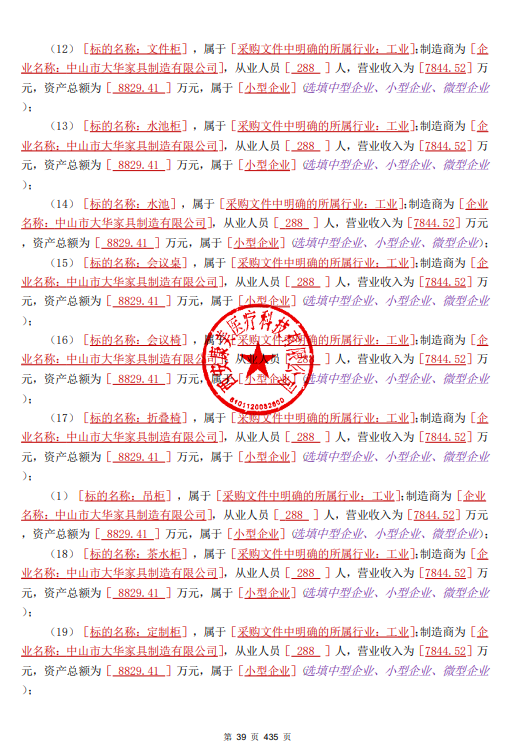 （12）［标的名称：文件柜］，属于［采购文件中明确的所属行业：工业］；制造商为［企
业名称：中山市大华家具制造有限公司］，从业人员［ 288 ］人，营业收入为［7844.52］万
元，资产总额为［ 8829.41 ］万元，属于［小型企业］（选填中型企业、小型企业、微型企业
）；
（13）［标的名称：水池柜］，属于［采购文件中明确的所属行业：工业］；制造商为［企
业名称：中山市大华家具制造有限公司］，从业人员［ 288 ］人，营业收入为［7844.52］万
元，资产总额为［ 8829.41 ］万元，属于［小型企业］（选填中型企业、小型企业、微型企业
）；
（14）［标的名称：水池］，属于［采购文件中明确的所属行业：工业］；制造商为［企业
名称：中山市大华家具制造有限公司］，从业人员［ 288 ］人，营业收入为［7844.52］万元
，资产总额为［ 8829.41 ］万元，属于［小型企业］（选填中型企业、小型企业、微型企业）；
（15）［标的名称：会议桌］，属于［采购文件中明确的所属行业：工业］；制造商为［企
业名称：中山市大华家具制造有限公司］，从业人员［ 288 ］人，营业收入为［7844.52］万
元，资产总额为［ 8829.41 ］万元，属于［小型企业］（选填中型企业、小型企业、微型企业
）；
（16）［标的名称：会议椅］，属于［采购文件中明确的所属行业：工业］；制造商为［企
业名称：中山市大华家具制造有限公司］，从业人员［ 288 ］人，营业收入为［7844.52］万
元，资产总额为［ 8829.41 ］万元，属于［小型企业］（选填中型企业、小型企业、微型企业
）；
（17）［标的名称：折叠椅］，属于［采购文件中明确的所属行业：工业］；制造商为［企
业名称：中山市大华家具制造有限公司］，从业人员［ 288 ］人，营业收入为［7844.52］万
元，资产总额为［ 8829.41 ］万元，属于［小型企业］（选填中型企业、小型企业、微型企业
）；
（1）［标的名称：吊柜］，属于［采购文件中明确的所属行业：工业］；制造商为［企业
名称：中山市大华家具制造有限公司］，从业人员［ 288 ］人，营业收入为［7844.52］万元
，资产总额为［ 8829.41 ］万元，属于［小型企业］（选填中型企业、小型企业、微型企业）；
（18）［标的名称：茶水柜］，属于［采购文件中明确的所属行业：工业］；制造商为［企
业名称：中山市大华家具制造有限公司］，从业人员［ 288 ］人，营业收入为［7844.52］万
元，资产总额为［ 8829.41 ］万元，属于［小型企业］（选填中型企业、小型企业、微型企业
）；
（19）［标的名称：定制柜］，属于［采购文件中明确的所属行业：工业］；制造商为［企
业名称：中山市大华家具制造有限公司］，从业人员［ 288 ］人，营业收入为［7844.52］万
元，资产总额为［ 8829.41 ］万元，属于［小型企业］（选填中型企业、小型企业、微型企业
）；
第 39 页 435 页